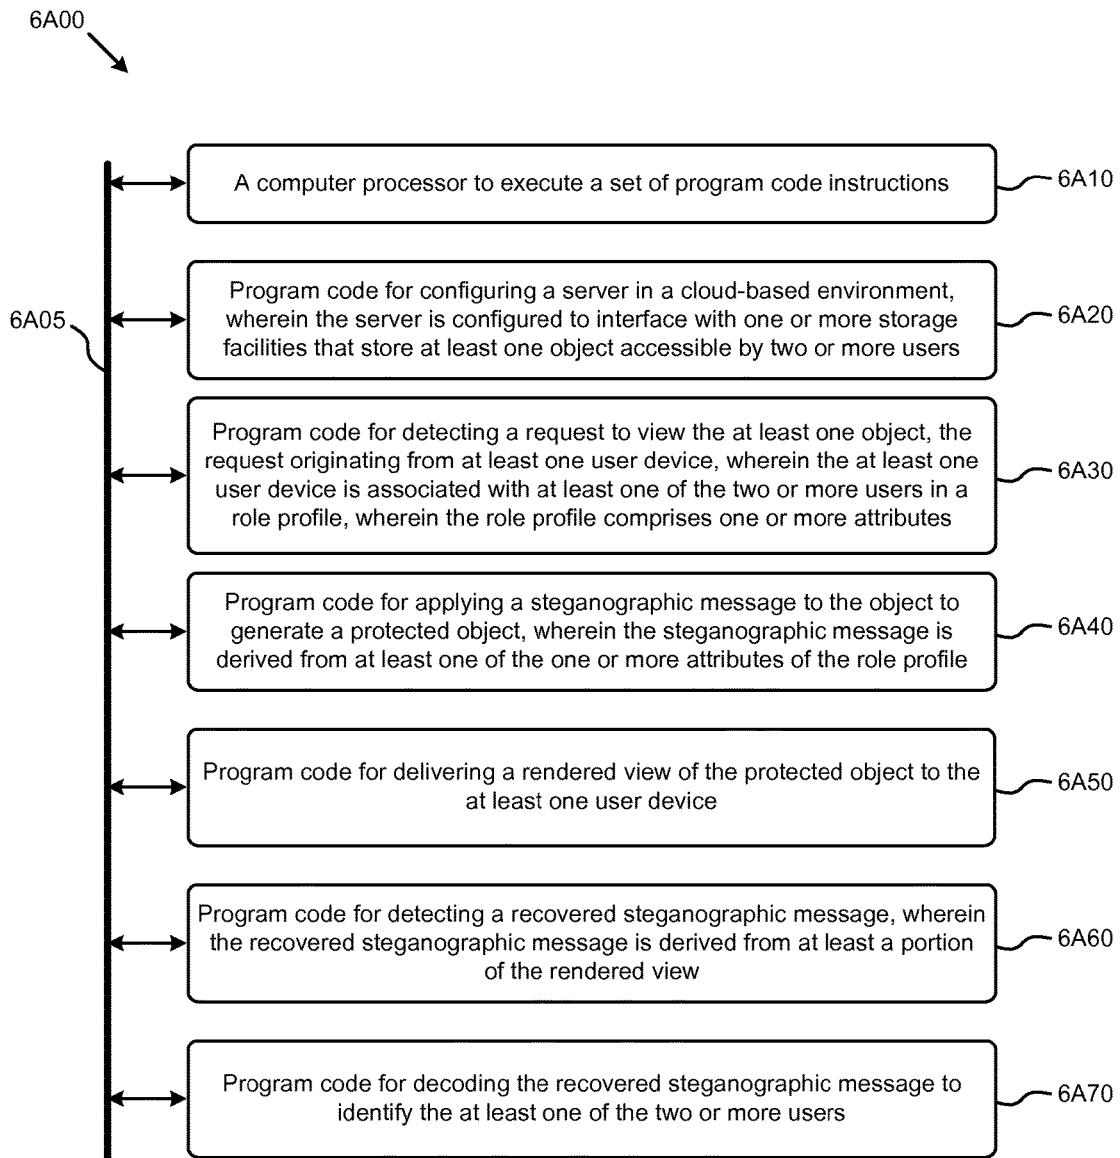 6A00
A computer processor to execute a set of program code instructions
6A10
6A05
Program code for configuring a server in a cloud-based environment,
wherein the server is configured to interface with one or more storage
facilities that store at least one object accessible by two or more users
6A20
Program code for detecting a request to view the at least one object, the
request originating from at least one user device, wherein the at least one
user device is associated with at least one of the two or more users in a
role profile, wherein the role profile comprises one or more attributes
6A30
Program code for applying a steganographic message to the object to
generate a protected object, wherein the steganographic message is
derived from at least one of the one or more attributes of the role profile
6A40
Program code for delivering a rendered view of the protected object to the
at least one user device
6A50
Program code for detecting a recovered steganographic message, wherein
the recovered steganographic message is derived from at least a portion
of the rendered view
6A60
Program code for decoding the recovered steganographic message to
identify the at least one of the two or more users
6A70